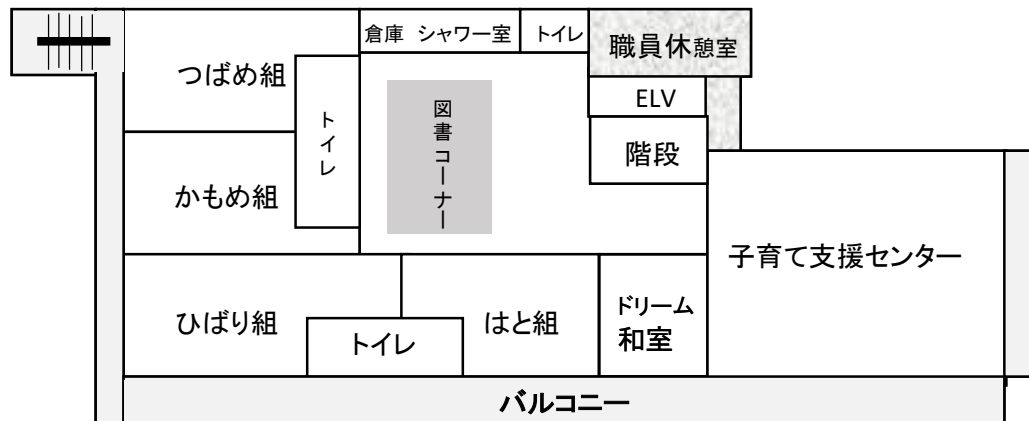 倉庫 シャワー室
トイレ
職員休憩室
つばめ組
トイレ
図書コーナー
ELV
階段
かもめ組
子育て支援センター
ひばり組
トイレ
はと組
ドリーム
和室
バルコニー